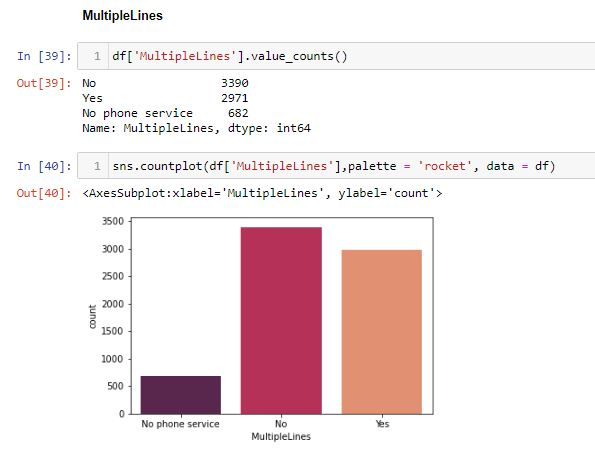 MultipleLines
In [39]: 1 df['MultipleLines'].value_counts()
Out[39]: No 3390
Yes 2971
No phone service 682
Name: MultipleLines, dtype: int64
In [40]: 1 sns.countplot(df['MultipleLines'],palette = 'rocket', data = df)
Out[40]: <AxesSubplot:xlabel='MultipleLines', ylabel='count'>
3500
3000
2500
2000
1500
1000
500
0
count
No phone service No Yes
MultipleLines